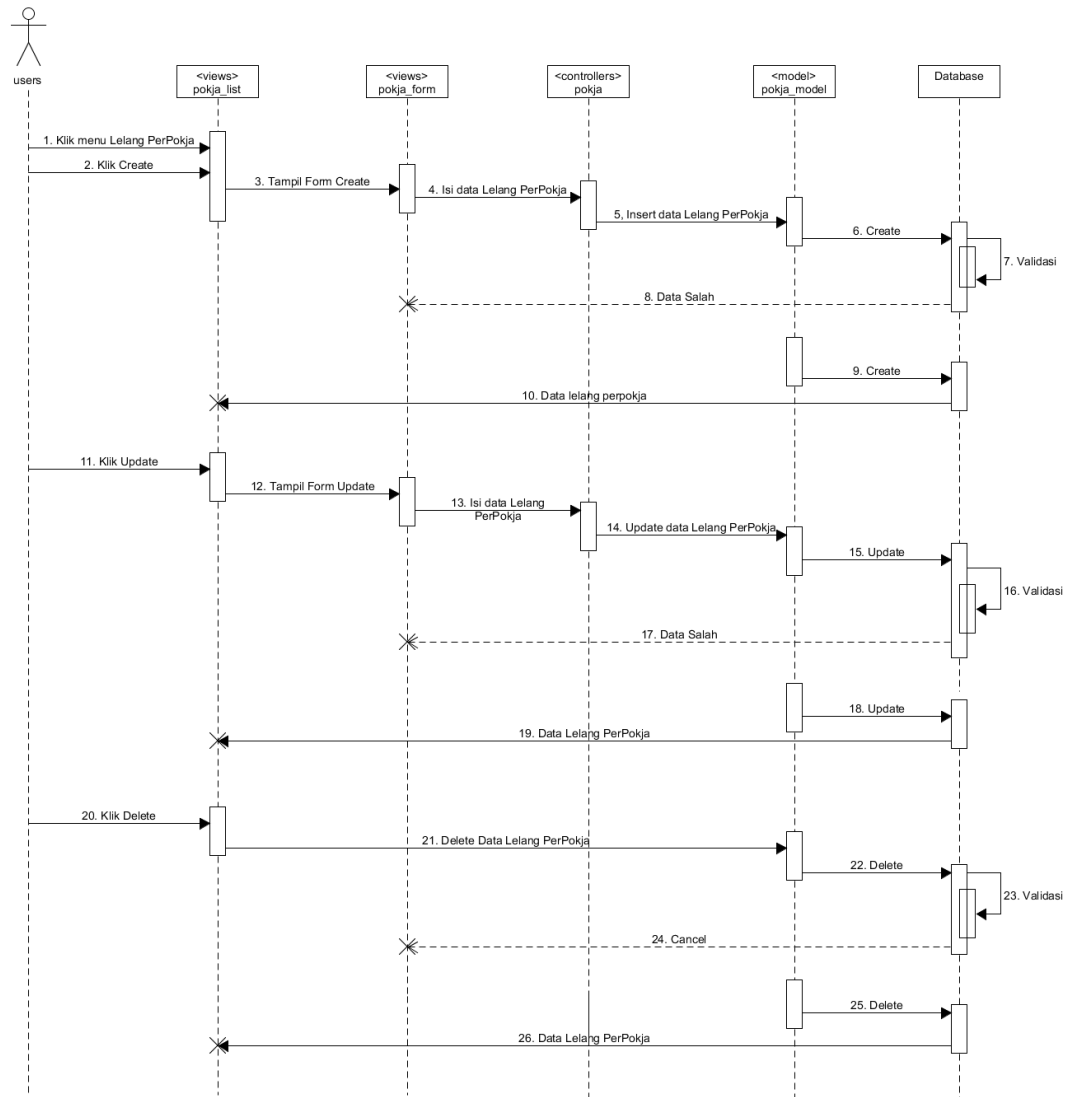 users
<views>
pokja_list
<views>
pokja_form
<controllers>
pokja
<model>
pokja_model
Database
1. Klik menu Lelang PerPokja
2. Klik Create
3. Tampil Form Create
4. Isi data Lelang PerPokja
5, Insert data Lelang PerPokja
6. Create
7. Validasi
8. Data Salah
9. Create
10. Data lelang perpokja
11. Klik Update
12. Tampil Form Update
13. Isi data Lelang
PerPokja
14. Update data Lelang PerPokja
15. Update
16. Validasi
17. Data Salah
18. Update
19. Data Lelang PerPokja
20. Klik Delete
21. Delete Data Lelang PerPokja
22. Delete
23. Validasi
24. Cancel
25. Delete
26. Data Lelang PerPokja